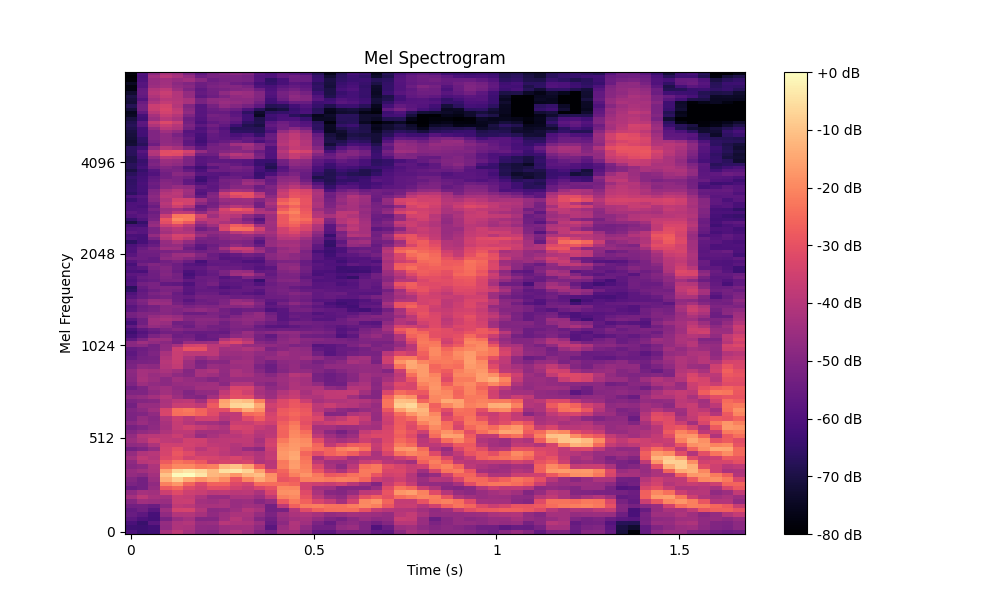 Mel Spectrogram
Mel Frequency
4096
2048
1024
512
0
0
0.5
1
1.5
Time (s)
+0 dB
-10 dB
-20 dB
-30 dB
-40 dB
-50 dB
-60 dB
-70 dB
-80 dB